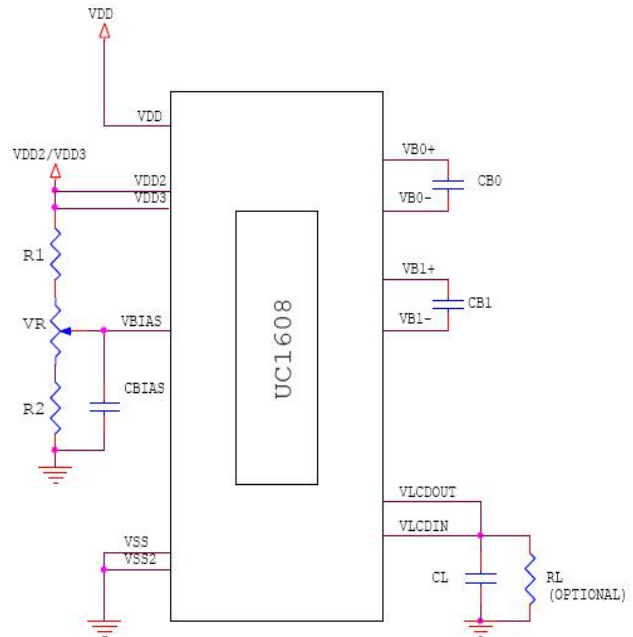 VDD
VDD
VDD2/VDD3
VDD2
VDD3
R1
VR
VBIAS
CBIAS
R2
VSS
VSS2
UC1608
VB0+
CB0
VB0-
VB1+
CB1
VB1-
VLCDOUT
VLCDIN
CL
RL
(OPTIONAL)